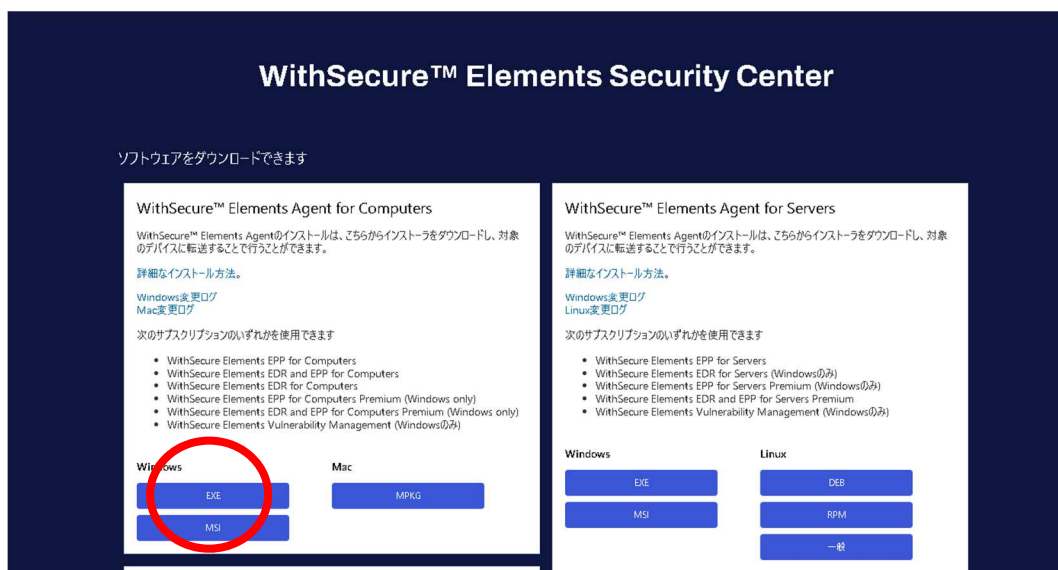 WithSecure™ Elements Security Center
ソフトウェアをダウンロードできます
WithSecure™ Elements Agent for Computers
WithSecure™ Elements Agentのインストールは、こちらからインストーラをダウンロードし、対象
のデバイスに転送することで行うことができます。
詳細なインストール方法。
Windows変更ログ
Mac変更ログ
次のサブスクリプションのいずれかを使用できます
• WithSecure Elements EPP for Computers
• WithSecure Elements EDR and EPP for Computers
• WithSecure Elements EDR for Computers
• WithSecure Elements EPP for Computers Premium (Windows only)
• WithSecure Elements EDR and EPP for Computers Premium (Windows only)
• WithSecure Elements Vulnerability Management (Windowsのみ)
Windows
EXE
MSI
Mac
MPKG
WithSecure™ Elements Agent for Servers
WithSecure™ Elements Agentのインストールは、こちらからインストーラをダウンロードし、対象
のデバイスに転送することで行うことができます。
詳細なインストール方法。
Windows変更ログ
Linux変更ログ
次のサブスクリプションのいずれかを使用できます
• WithSecure Elements EPP for Servers
• WithSecure Elements EDR for Servers (Windowsのみ)
• WithSecure Elements EPP for Servers Premium (Windowsのみ)
• WithSecure Elements EDR and EPP for Servers Premium
• WithSecure Elements Vulnerability Management (Windowsのみ)
Windows
EXE
MSI
Linux
DEB
RPM
一般